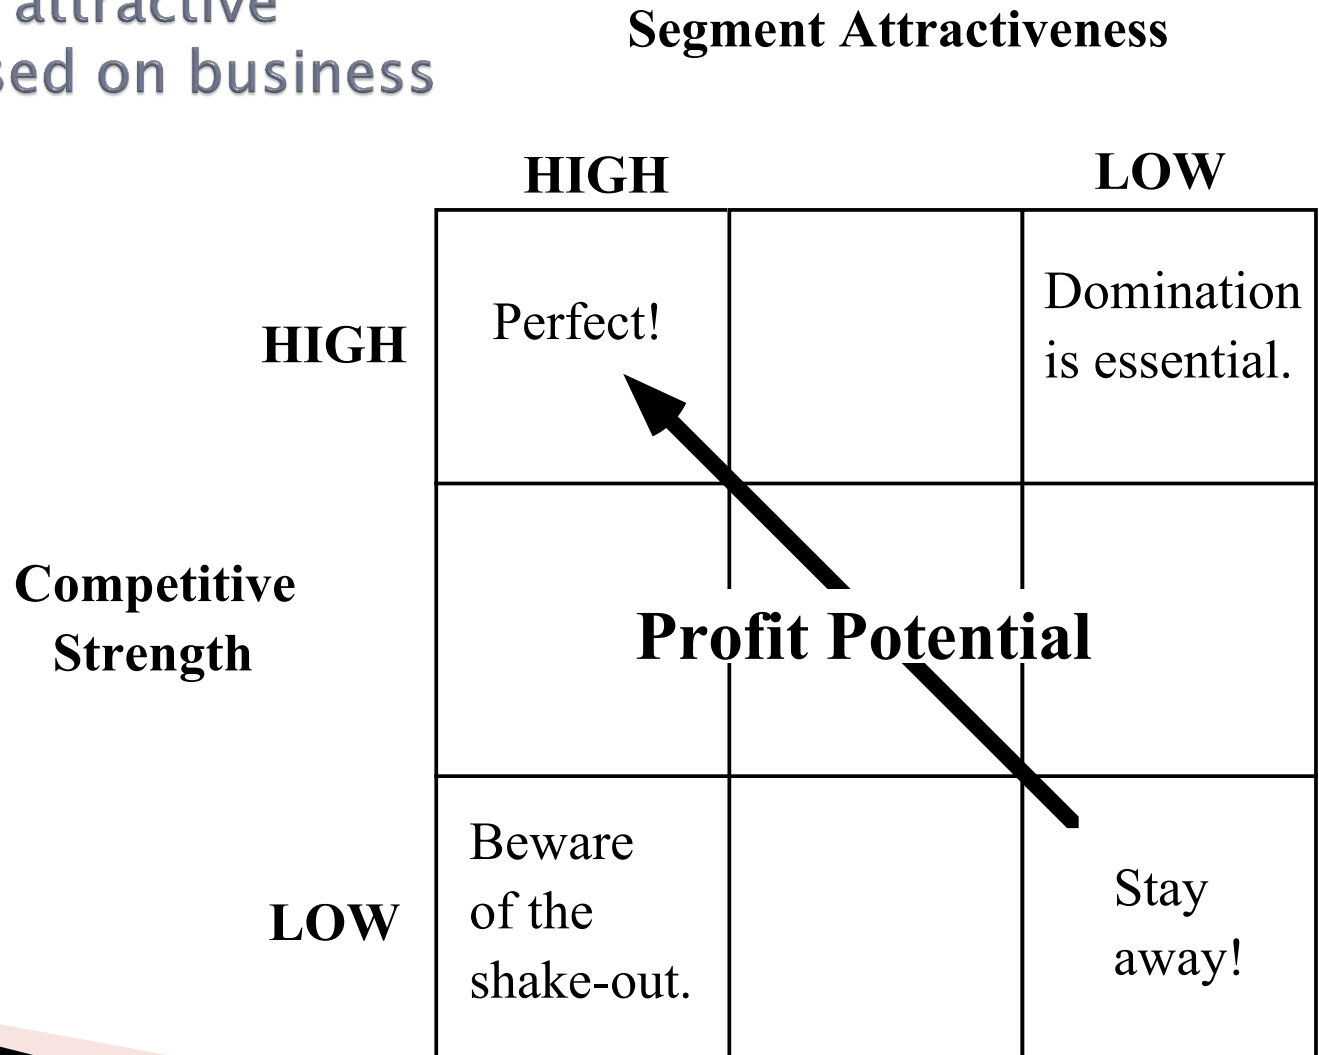 attractive
sed on business
Segment Attractiveness
HIGH
LOW
HIGH
Perfect!
Domination
is essential.
Competitive
Strength
Profit Potential
LOW
Beware
of the
shake-out.
Stay
away!